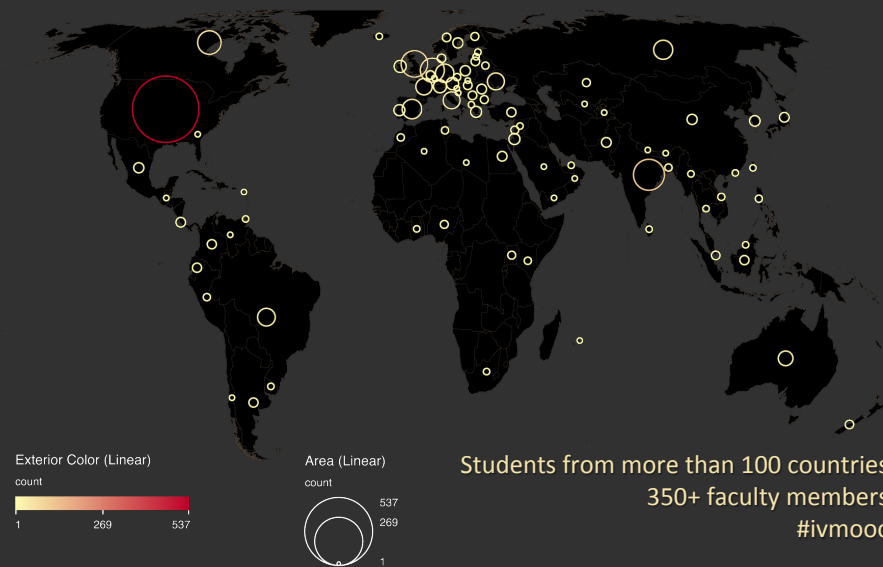 Exterior Color (Linear)
count
1 269 537
Area (Linear)
count
537
269
1
Students from more than 100 countries
350+ faculty members
#ivmooc